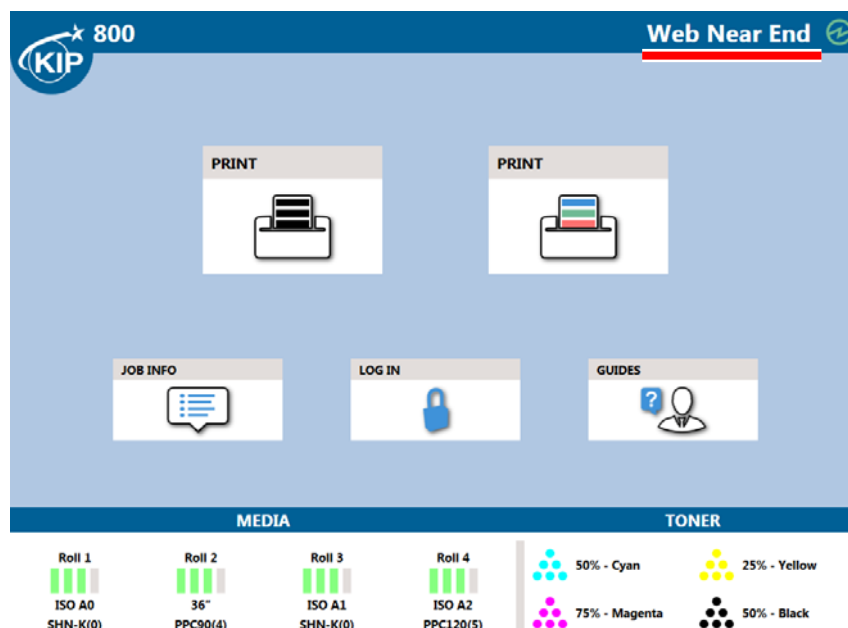 KIP 800
Web Near End
PRINT
PRINT
JOB INFO
LOG IN
GUIDES
?
MEDIA
TONER
Roll 1
Roll 2
Roll 3
Roll 4
ISO A0
36"
ISO A1
ISO A2
SHN-K(0)
PPC90(4)
SHN-K(0)
PPC120(5)
50% - Cyan
25% - Yellow
75% - Magenta
50% - Black